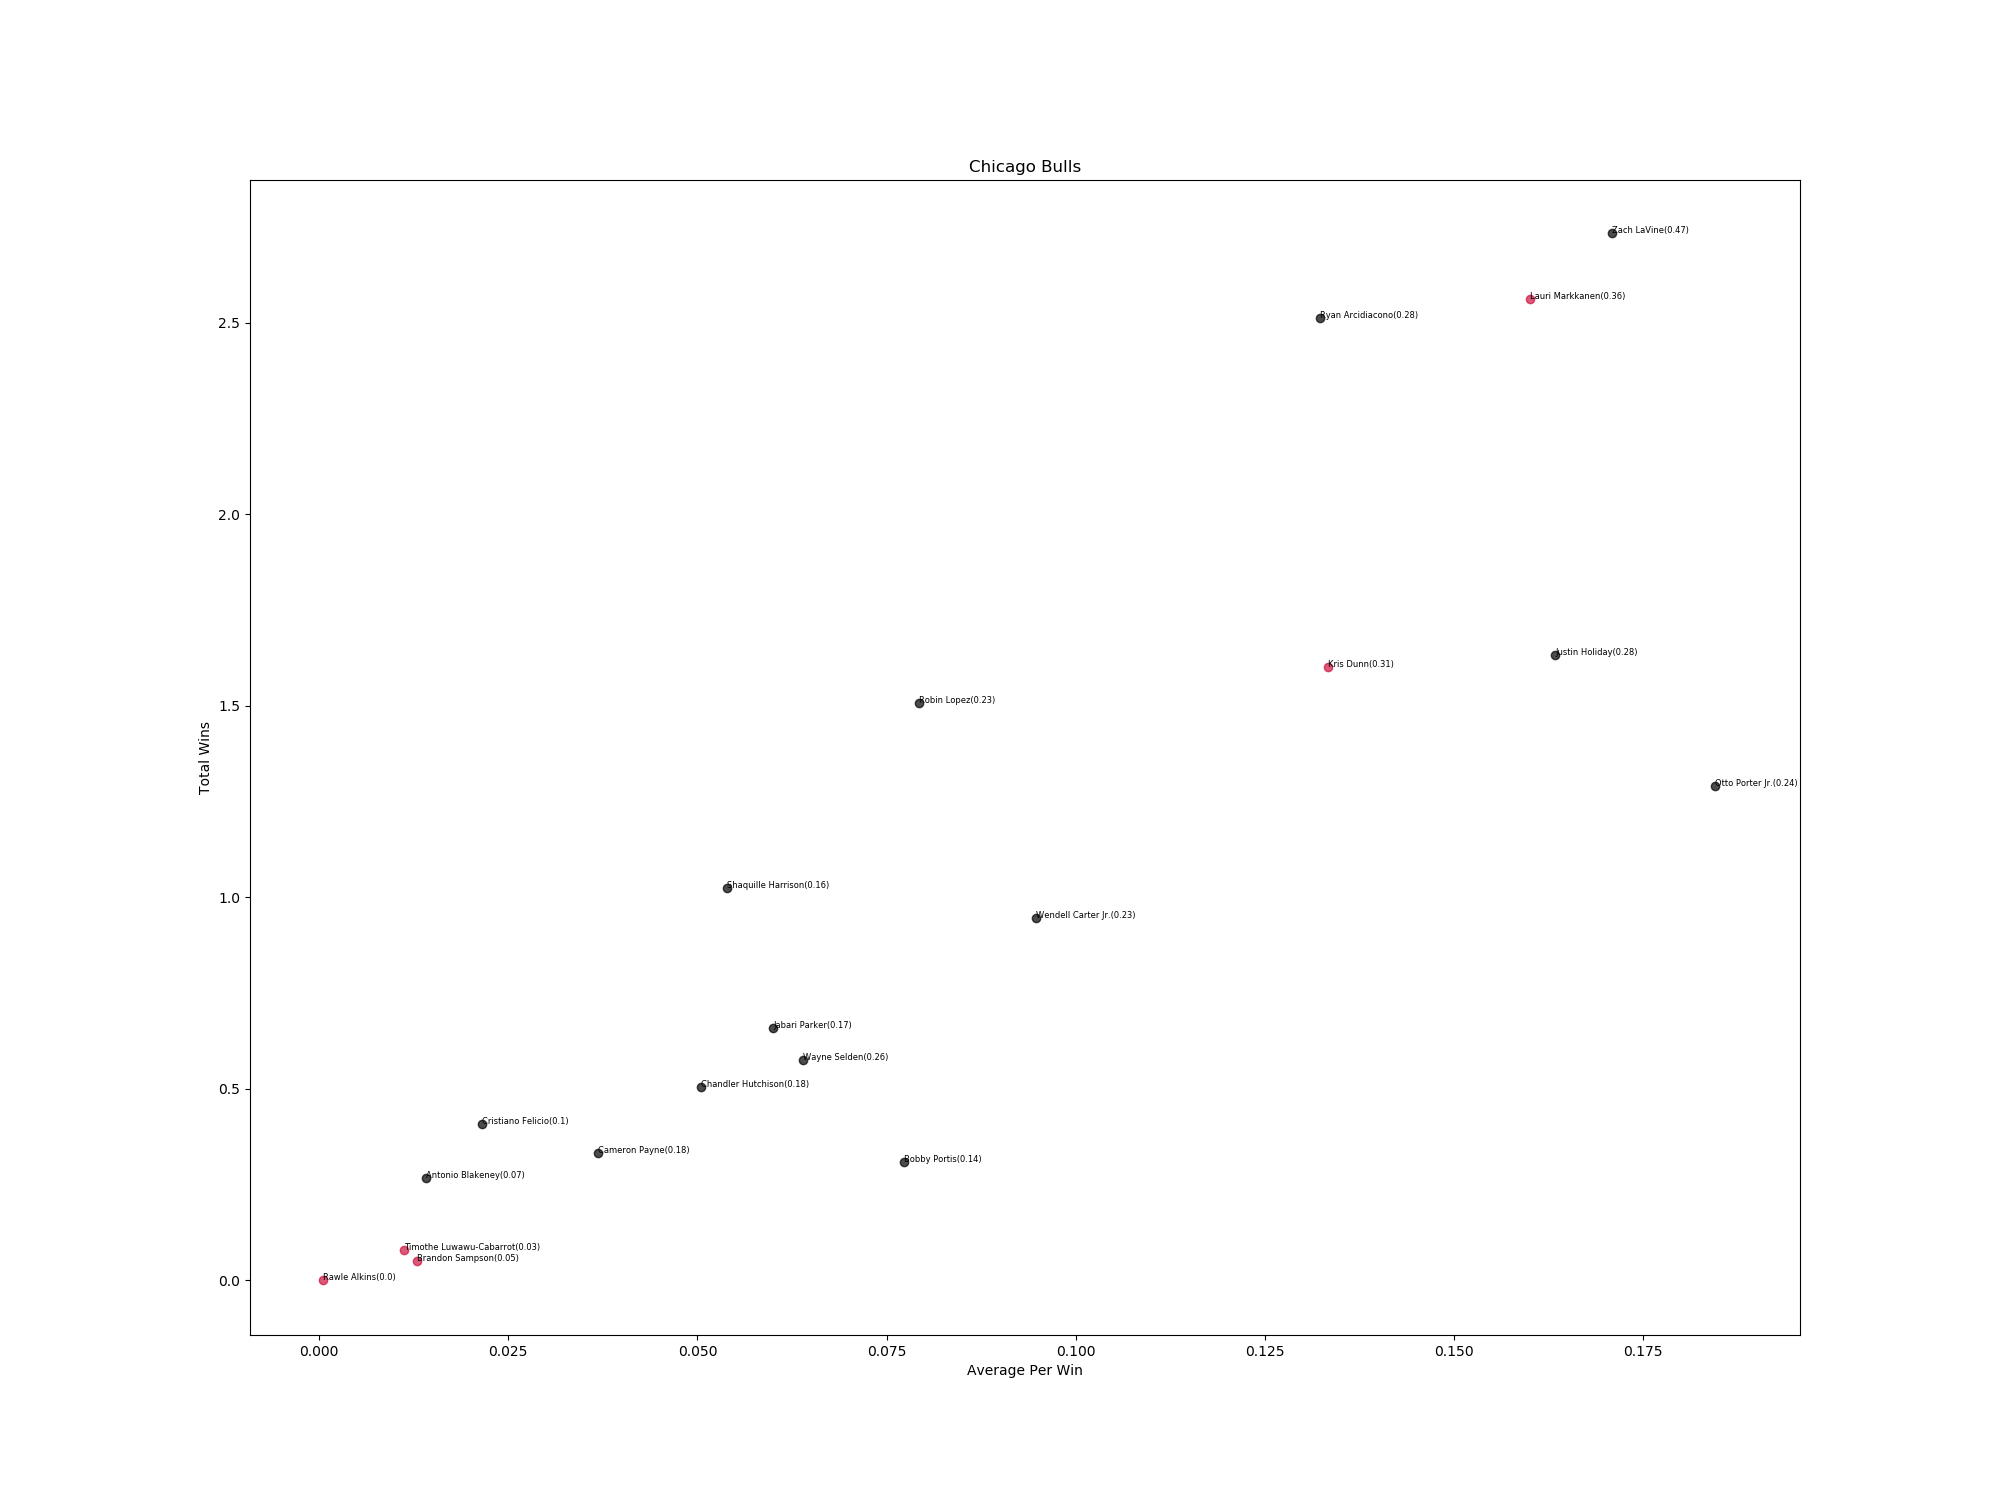 Chicago Bulls
Zach LaVine(0.47)
Lauri Markkanen(0.36)
Ryan Arcidiacono(0.28)
2.5
2.0
Justin Holiday(0.28)
Kris Dunn(0.31)
Robin Lopez(0.23)
1.5
Total Wins
Otto Porter Jr.(0.24)
Shaquille Harrison(0.16)
1.0
Wendell Carter Jr.(0.23)
Jabari Parker(0.17)
Wayne Selden(0.26)
Chandler Hutchison(0.18)
0.5
Cristiano Felicio(0.1)
Cameron Payne(0.18)
Bobby Portis(0.14)
Antonio Blakeney(0.07)
Timothe Luwawu-Cabarrot(0.03)
Brandon Sampson(0.05)
Rawle Alkins(0.0)
0.0
0.000 0.025 0.050 0.075 0.100 0.125 0.150 0.175
Average Per Win